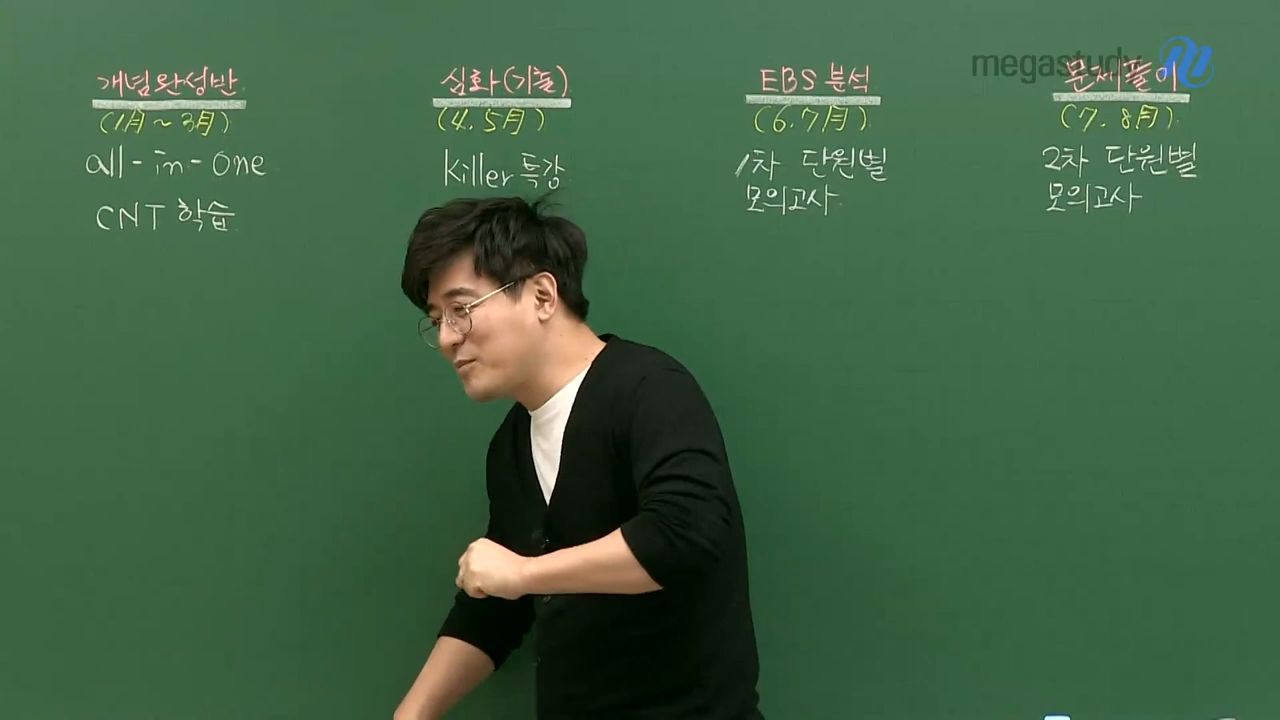 megastudy
개념완성반
(1月~3月)
all-in-one
CNT 학습
심화(기출)
(4.5月)
killer 특강
EBS 분석
(6.7月)
1차 단원별
모의고사
문제풀이
(7.8月)
2차 단원별
모의고사